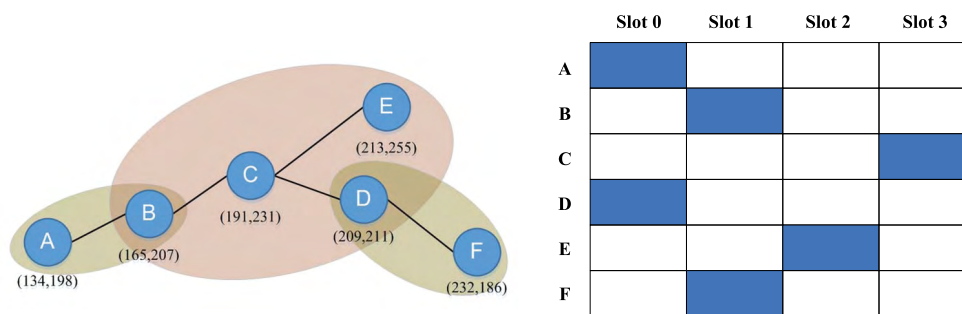 E
(213,255)
C
(191,231)
D
(209,211)
B
(165,207)
A
(134,198)
F
(232,186)
Slot 0 Slot 1 Slot 2 Slot 3
A
B
C
D
E
F